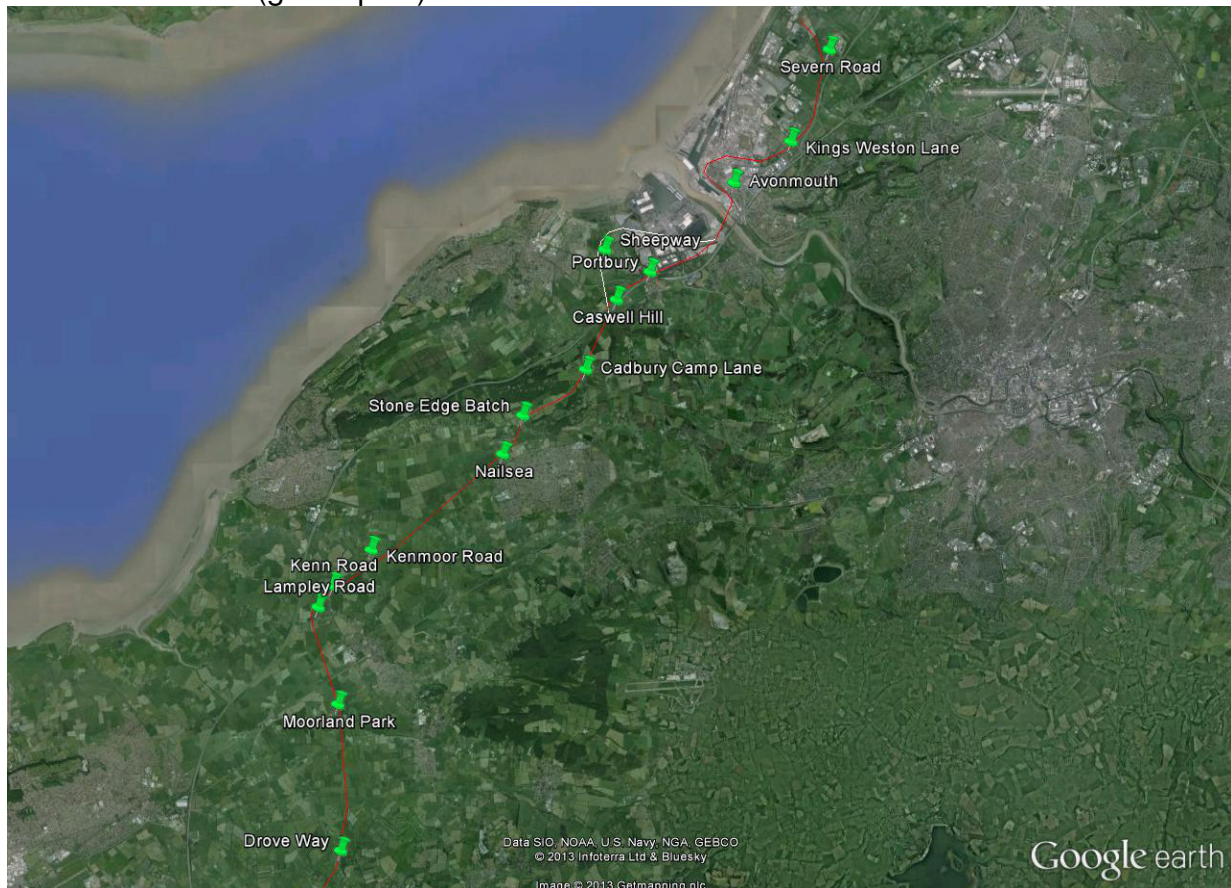 Severn Road
Kings Weston Lane
Avonmouth
Sheepway
Portbury
Caswell Hill
Cadbury Camp Lane
Stone Edge Batch
Nailsea
Kenmoor Road
Kenn Road
Lampley Road
Moorland Park
Drove Way
Data SIO, NOAA, U.S. Navy, NGA, GEBCO
© 2013 Infoterra Ltd & Bluesky
Image © 2013 Getmapping plc
Google earth